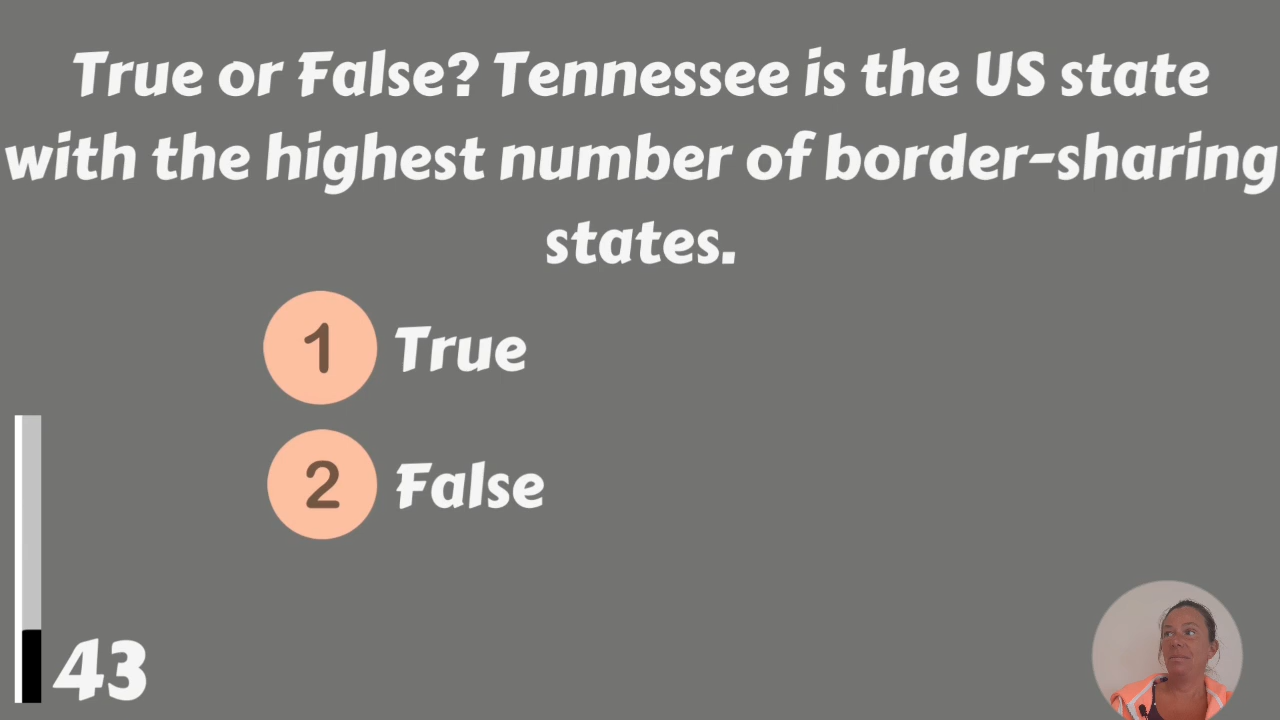 True or False? Tennessee is the US state
with the highest number of border-sharing
states.
1 True
2 False
43